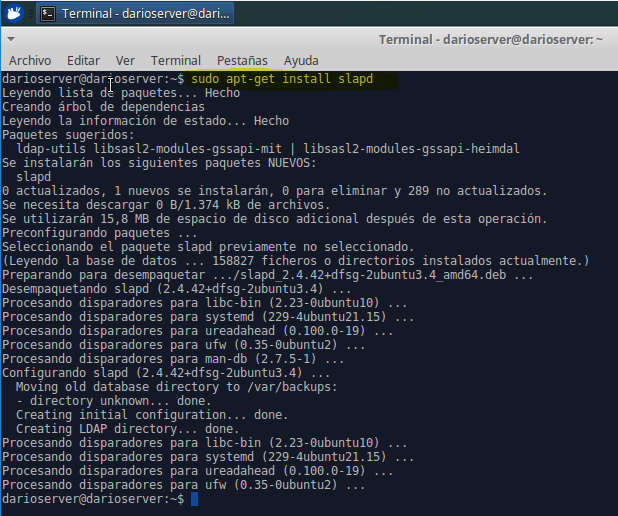 Terminal - darioserver@dari...
Terminal - darioserver@darioserver: ~
Archivo Editar Ver Terminal Pestañas Ayuda
darioserver@darioserver:~$ sudo apt-get install slapd
Leyendo lista de paquetes... Hecho
Creando árbol de dependencias
Leyendo la información de estado... Hecho
Paquetes sugeridos:
  ldap-utils libsasl2-modules-gssapi-mit | libsasl2-modules-gssapi-heimdal
Se instalarán los siguientes paquetes NUEVOS:
  slapd
0 actualizados, 1 nuevos se instalarán, 0 para eliminar y 289 no actualizados.
Se necesita descargar 0 B/1.374 kB de archivos.
Se utilizarán 15,8 MB de espacio de disco adicional después de esta operación.
Preconfigurando paquetes ...
Seleccionando el paquete slapd previamente no seleccionado.
(Leyendo la base de datos ... 158827 ficheros o directorios instalados actualmente.)
Preparando para desempaquetar .../slapd_2.4.42+dfsg-2ubuntu3.4_amd64.deb ...
Desempaquetando slapd (2.4.42+dfsg-2ubuntu3.4) ...
Procesando disparadores para libc-bin (2.23-0ubuntu10) ...
Procesando disparadores para systemd (229-4ubuntu21.15) ...
Procesando disparadores para ureadahead (0.100.0-19) ...
Procesando disparadores para ufw (0.35-0ubuntu2) ...
Procesando disparadores para man-db (2.7.5-1) ...
Configurando slapd (2.4.42+dfsg-2ubuntu3.4) ...
  Moving old database directory to /var/backups:
  - directory unknown... done.
  Creating initial configuration... done.
  Creating LDAP directory... done.
Procesando disparadores para libc-bin (2.23-0ubuntu10) ...
Procesando disparadores para systemd (229-4ubuntu21.15) ...
Procesando disparadores para ureadahead (0.100.0-19) ...
Procesando disparadores para ufw (0.35-0ubuntu2) ...
darioserver@darioserver:~$